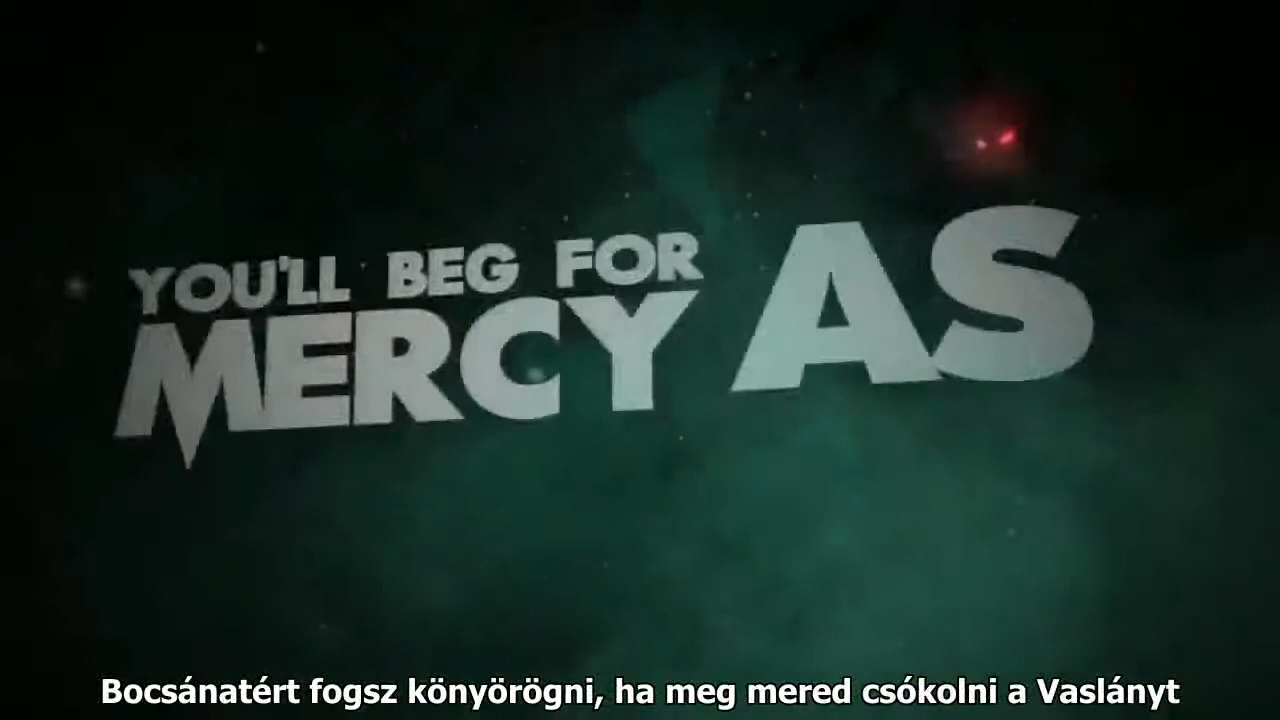 YOU'LL BEG FOR
MERCY AS
Bocsánatért fogsz könyörögni, ha meg mered csókolni a Vaslányt